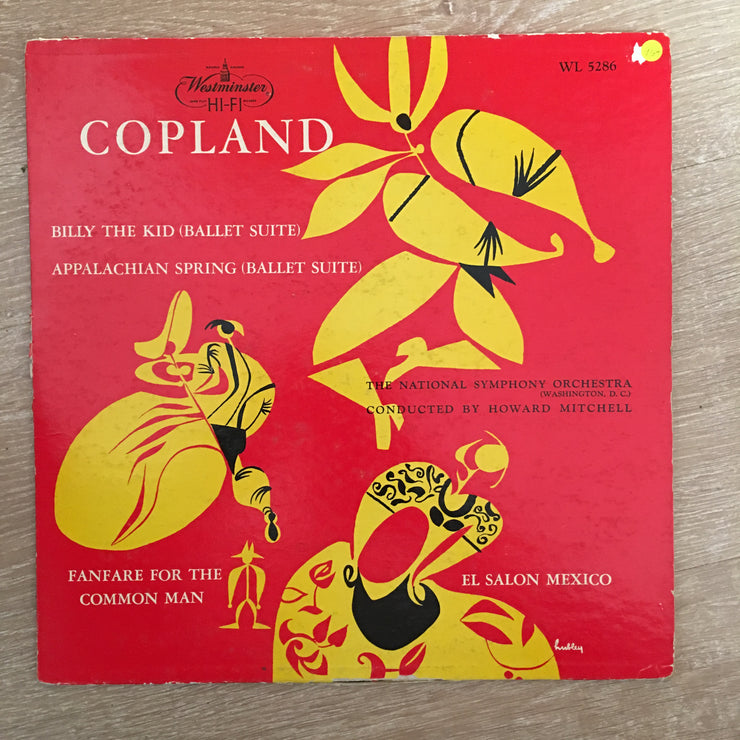 WL 5286
Westminster
HI-FI
COPLAND
BILLY THE KID (BALLET SUITE)
APPALACHIAN SPRING (BALLET SUITE)
THE NATIONAL SYMPHONY ORCHESTRA
(WASHINGTON, D. C.)
CONDUCTED BY HOWARD MITCHELL
FANFARE FOR THE
COMMON MAN
EL SALON MEXICO
hubley